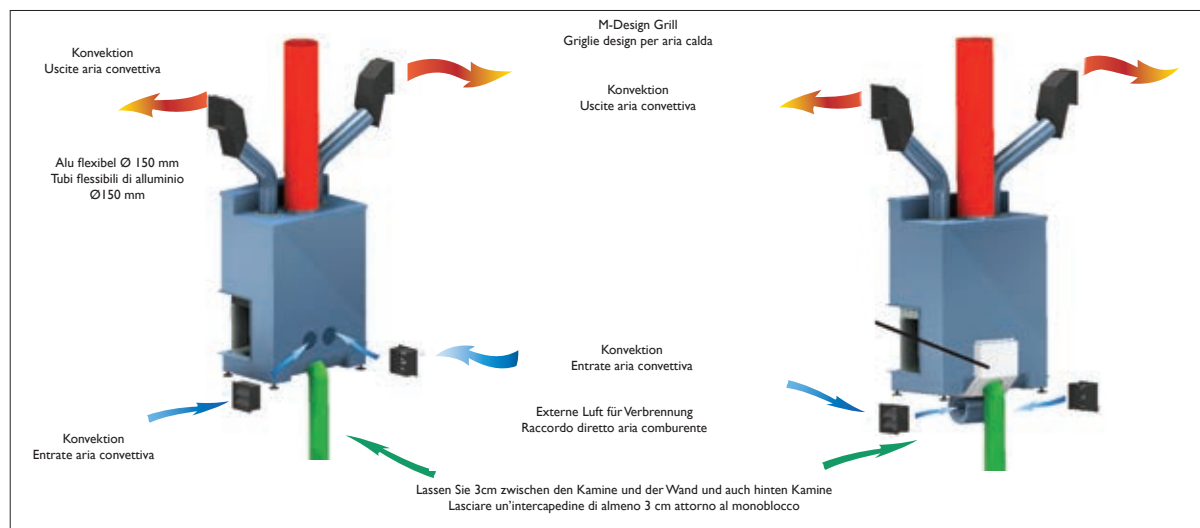 Konvektion
Uscite aria convettiva
M-Design Grill
Griglie design per aria calda
Konvektion
Uscite aria convettiva
Alu flexibel Ø 150 mm
Tubi flessibili di alluminio
Ø150 mm
Konvektion
Entrate aria convettiva
Externe Luft für Verbrennung
Raccordo diretto aria comburente
Konvektion
Entrate aria convettiva
Lassen Sie 3cm zwischen den Kamine und der Wand und auch hinten Kamine
Lasciare un'intercapedine di almeno 3 cm attorno al monoblocco